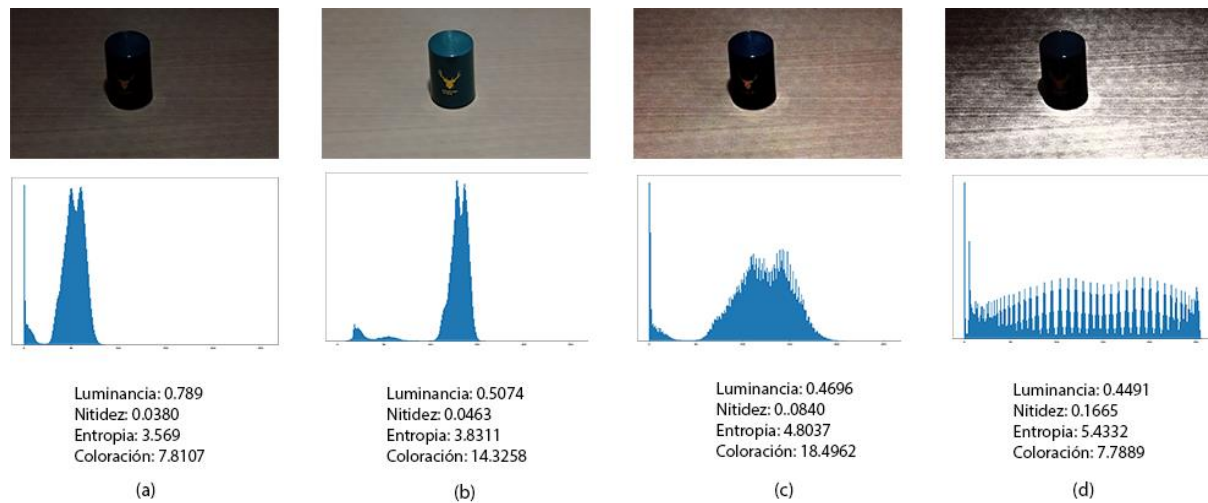 Luminancia: 0.789
Nitidez: 0.0380
Entropia: 3.569
Coloración: 7.8107
(a)
Luminancia: 0.5074
Nitidez: 0.0463
Entropia: 3.8311
Coloración: 14.3258
(b)
Luminancia: 0.4696
Nitidez: 0..0840
Entropia: 4.8037
Coloración: 18.4962
(c)
Luminancia: 0.4491
Nitidez: 0.1665
Entropia: 5.4332
Coloración: 7.7889
(d)